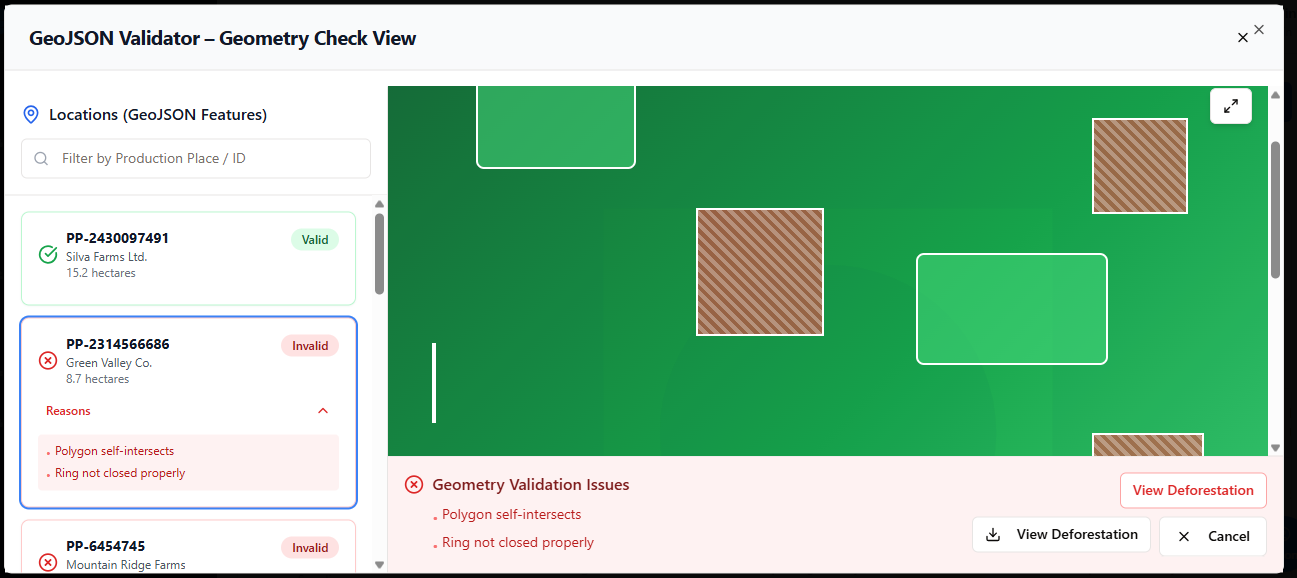 GeoJSON Validator – Geometry Check View
Locations (GeoJSON Features)
Filter by Production Place / ID
PP-2430097491
Valid
Silva Farms Ltd.
15.2 hectares
PP-2314566686
Invalid
Green Valley Co.
8.7 hectares
Reasons
• Polygon self-intersects
• Ring not closed properly
PP-6454745
Invalid
Mountain Ridge Farms
Geometry Validation Issues
• Polygon self-intersects
• Ring not closed properly
View Deforestation
View Deforestation
Cancel